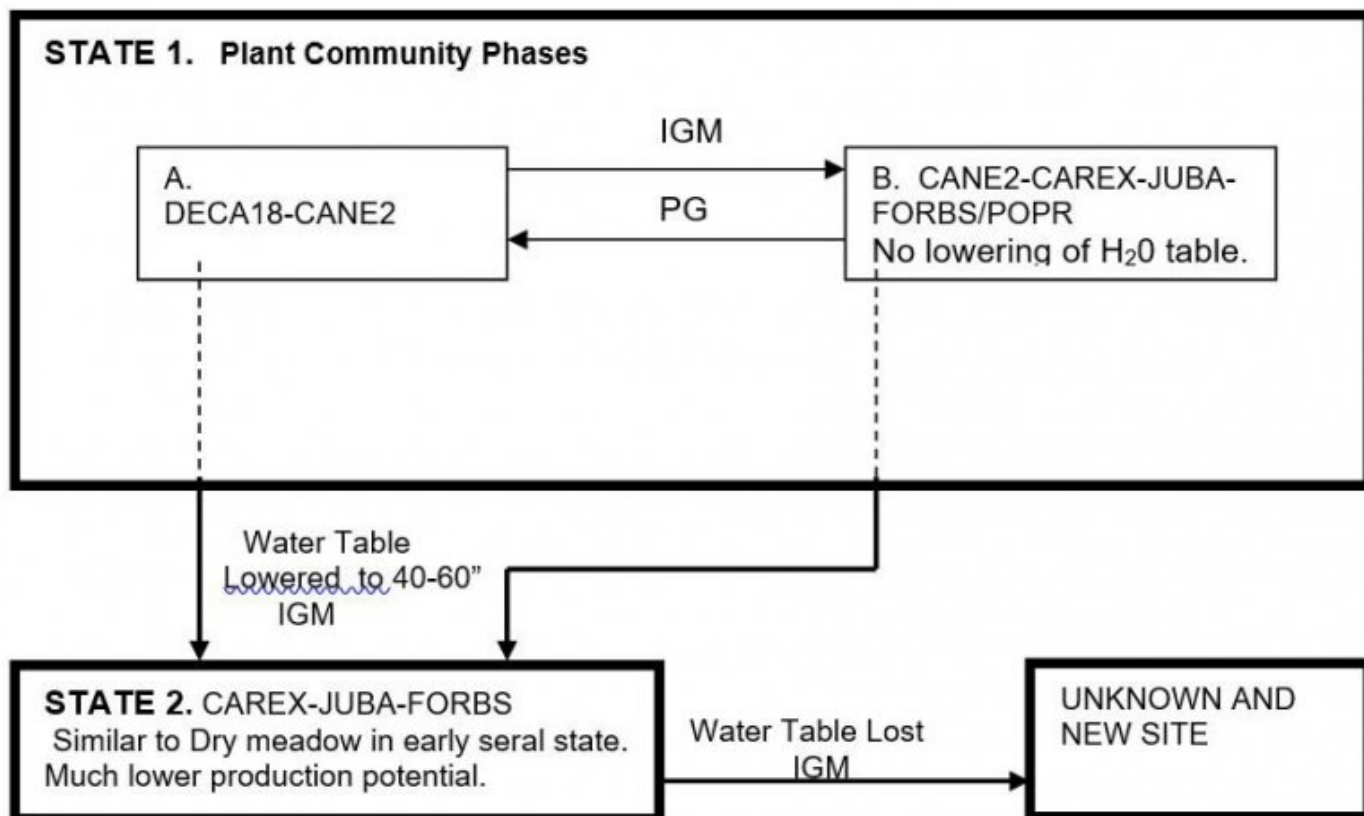 STATE 1. Plant Community Phases
IGM
A.
DECA18-CANE2
PG
B. CANE2-CAREX-JUBA-
FORBS/POPR
No lowering of H₂0 table.
Water Table
Lowered to 40-60”
IGM
STATE 2. CAREX-JUBA-FORBS
Similar to Dry meadow in early seral state.
Much lower production potential.
Water Table Lost
IGM
UNKNOWN AND
NEW SITE